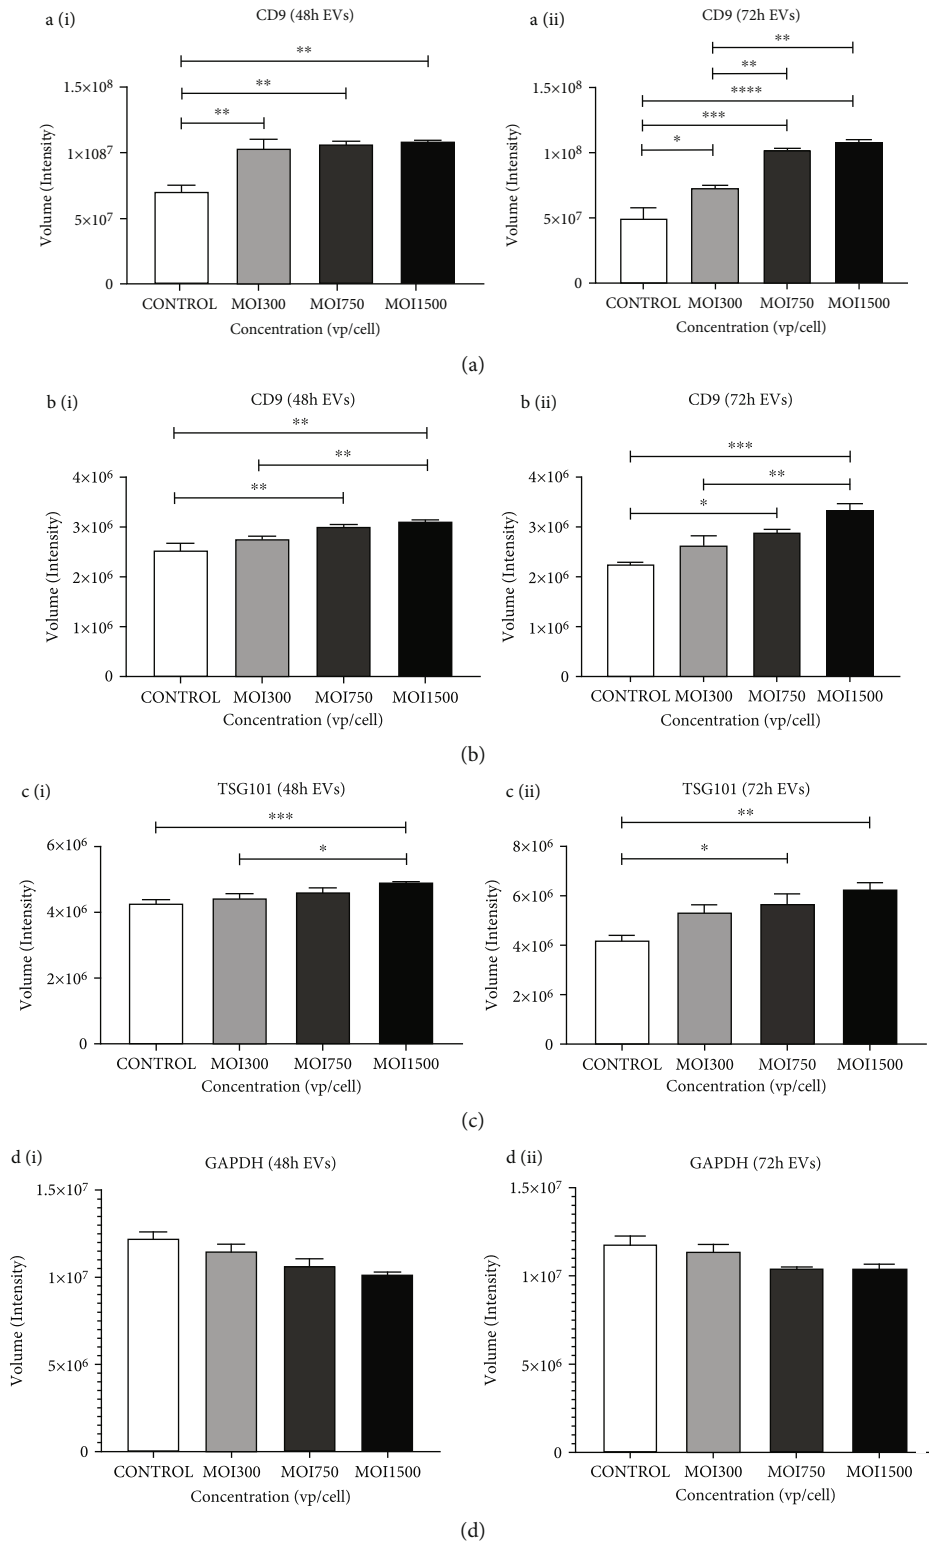 a (i)
CD9 (48h EVs)
**
**
**
1.5×10⁸
1×108⁷
5×10⁷
0
Volume (Intensity)
CONTROL MOI300 MOI750 MOI1500
Concentration (vp/cell)
a (ii)
CD9 (72h EVs)
**
**
****
***
*
1.5×10⁸
1×10⁸
5×10⁷
0
Volume (Intensity)
CONTROL MOI300 MOI750 MOI1500
Concentration (vp/cell)
(a)
b (i)
CD9 (48h EVs)
**
**
**
4×10⁶
3×10⁶
2×10⁶
1×10⁶
0
Volume (Intensity)
CONTROL MOI300 MOI750 MOI1500
Concentration (vp/cell)
b (ii)
CD9 (72h EVs)
***
**
*
4×10⁶
3×10⁶
2×10⁶
1×10⁶
0
Volume (Intensity)
CONTROL MOI300 MOI750 MOI1500
Concentration (vp/cell)
(b)
c (i)
TSG101 (48h EVs)
***
*
6×10⁶
4×10⁶
2×10⁶
0
Volume (Intensity)
CONTROL MOI300 MOI750 MOI1500
Concentration (vp/cell)
c (ii)
TSG101 (72h EVs)
**
*
8×10⁶
6×10⁶
4×10⁶
2×10⁶
0
Volume (Intensity)
CONTROL MOI300 MOI750 MOI1500
Concentration (vp/cell)
(c)
d (i)
GAPDH (48h EVs)
1.5×10⁷
1×10⁷
5×10⁶
0
Volume (Intensity)
CONTROL MOI300 MOI750 MOI1500
Concentration (vp/cell)
d (ii)
GAPDH (72h EVs)
1.5×10⁷
1×10⁷
5×10⁶
0
Volume (Intensity)
CONTROL MOI300 MOI750 MOI1500
Concentration (vp/cell)
(d)